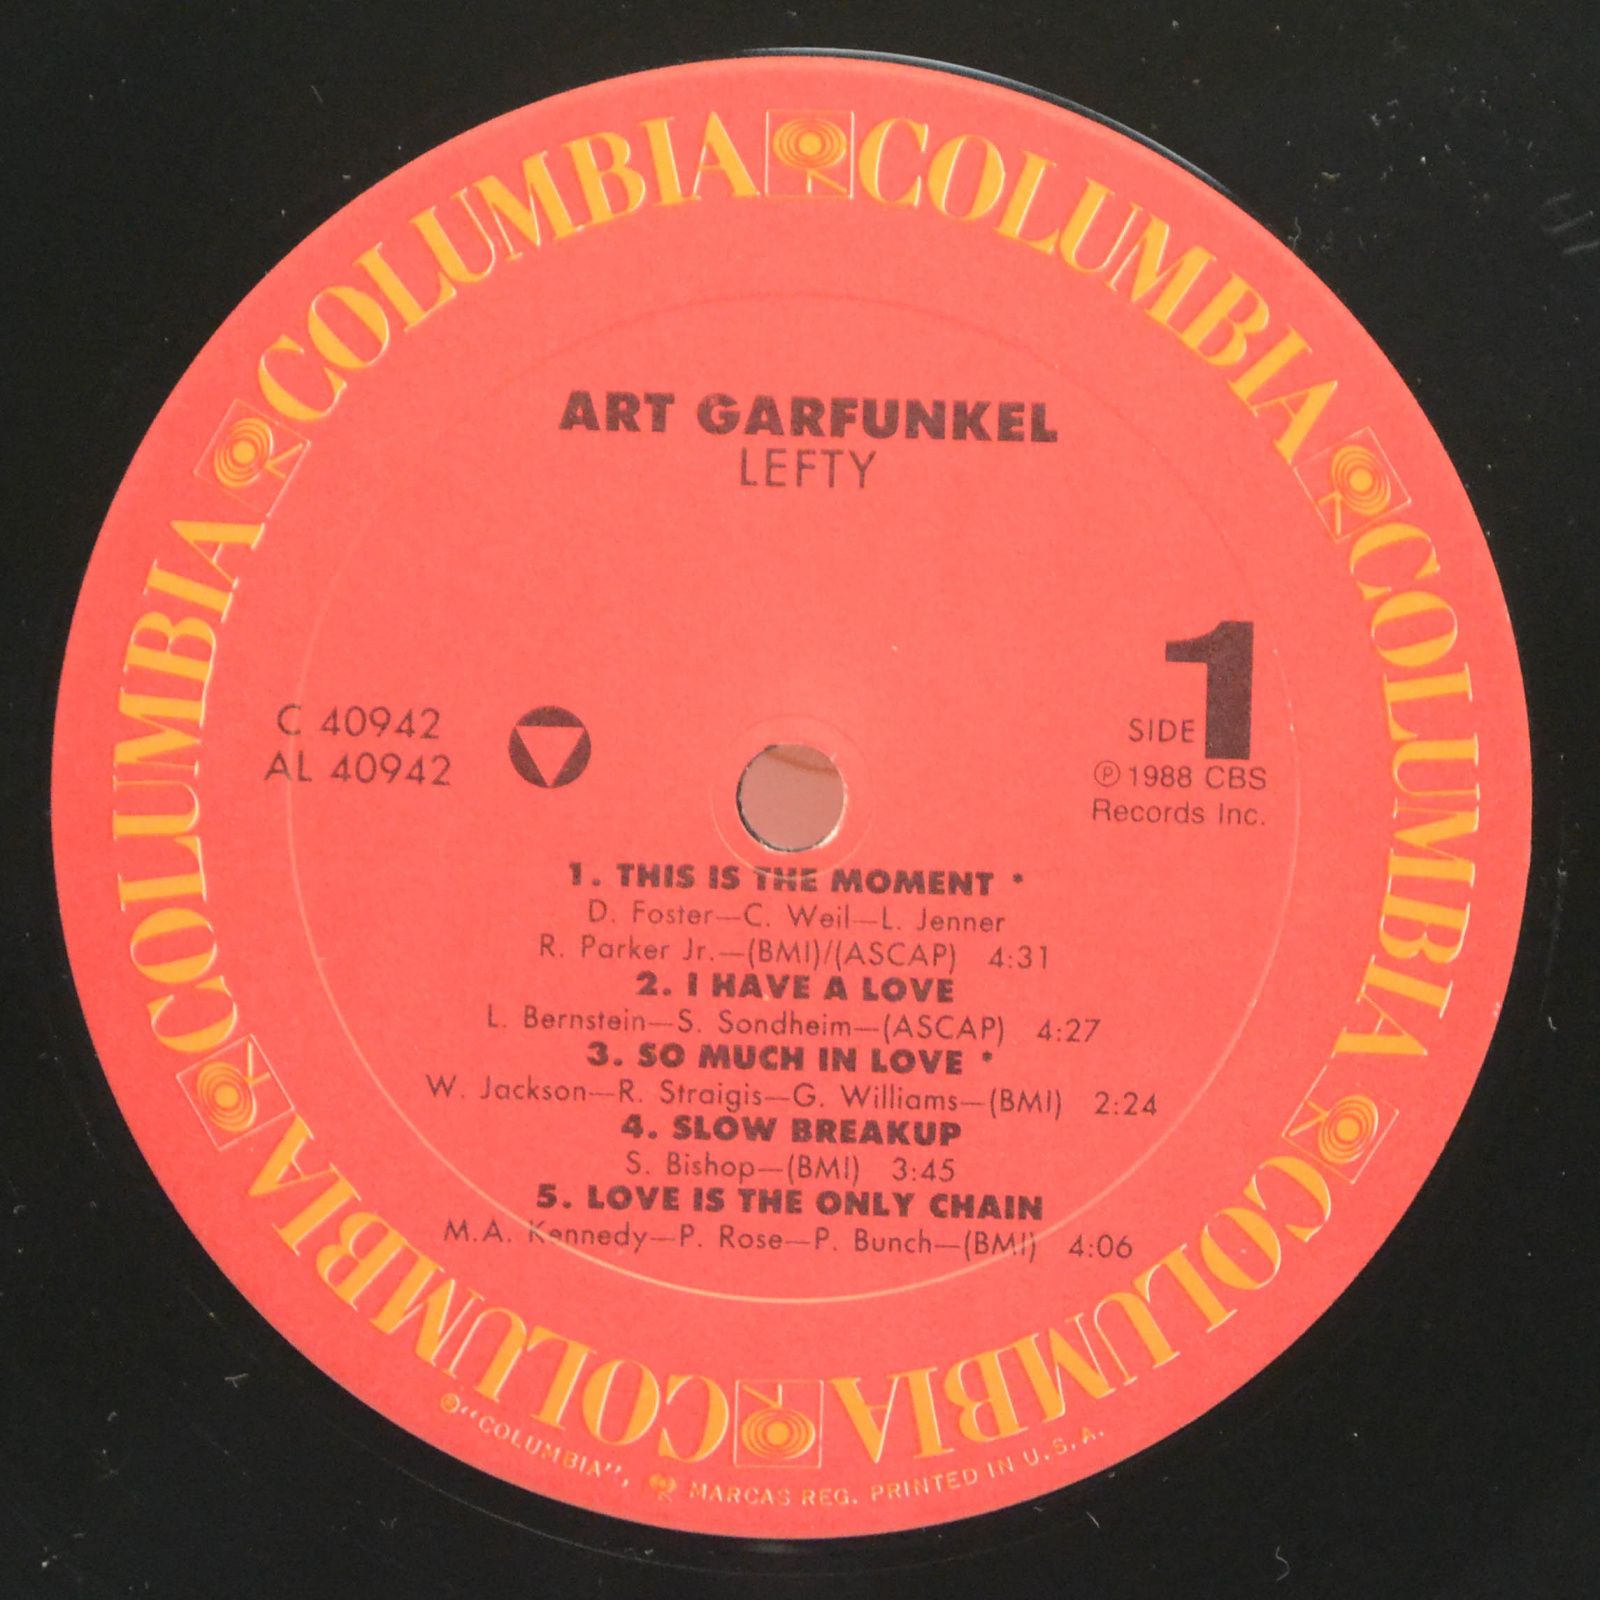 COLUMBIA COLUMBIA COLUMBIA COLUMBIA COLUMBIA COLUMBIA
ART GARFUNKEL
LEFTY
C 40942
AL 40942
SIDE 1
Ⓟ 1988 CBS
Records Inc.
1. THIS IS THE MOMENT *
D. Foster—C. Weil—L. Jenner
R. Parker Jr.—(BMI)/(ASCAP) 4:31
2. I HAVE A LOVE
L. Bernstein—S. Sondheim—(ASCAP) 4:27
3. SO MUCH IN LOVE *
W. Jackson—R. Straigis—G. Williams—(BMI) 2:24
4. SLOW BREAKUP
S. Bishop—(BMI) 3:45
5. LOVE IS THE ONLY CHAIN
M.A. Kennedy—P. Rose—P. Bunch—(BMI) 4:06
"COLUMBIA", MARCAS REG. PRINTED IN U.S.A.